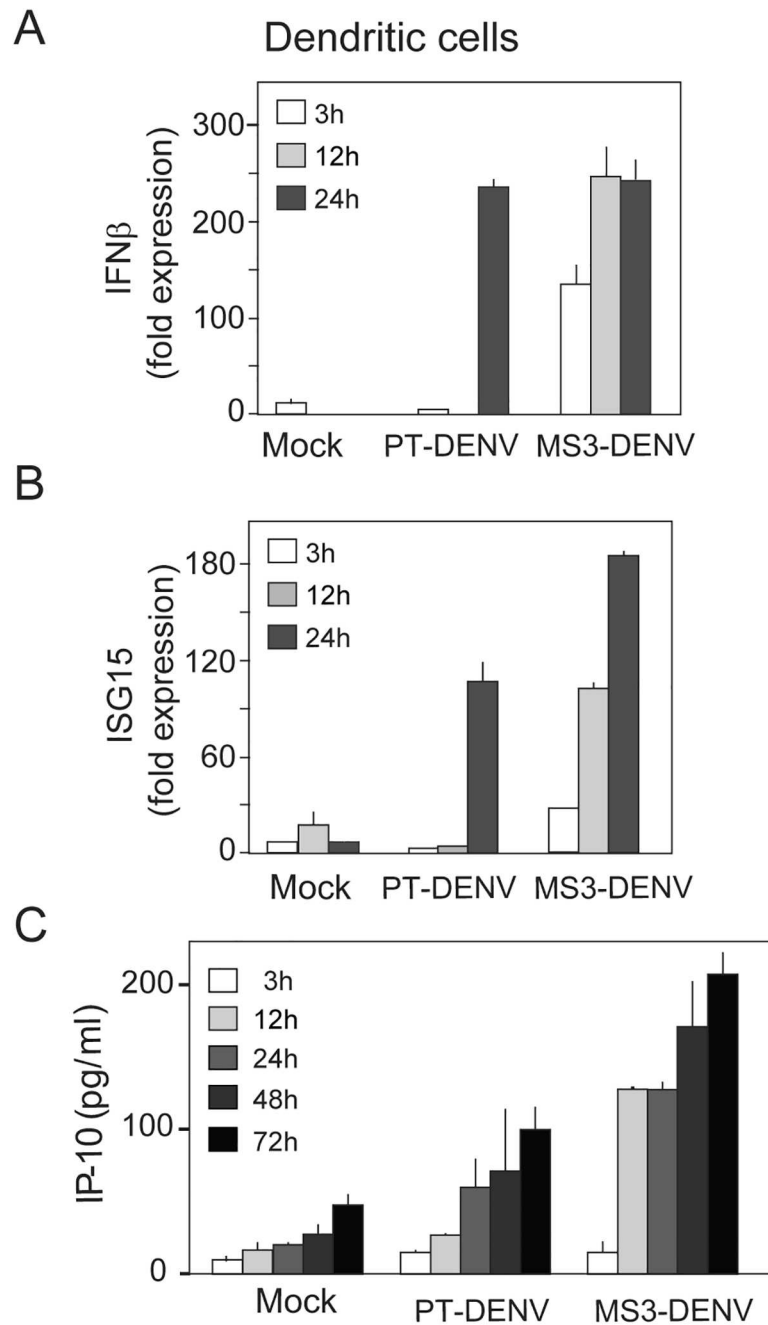 A
Dendritic cells
IFNβ
(fold expression)
300
200
100
0
3h
12h
24h
Mock
PT-DENV
MS3-DENV
B
ISG15
(fold expression)
180
120
60
0
3h
12h
24h
Mock
PT-DENV
MS3-DENV
C
IP-10 (pg/ml)
200
100
0
3h
12h
24h
48h
72h
Mock
PT-DENV
MS3-DENV